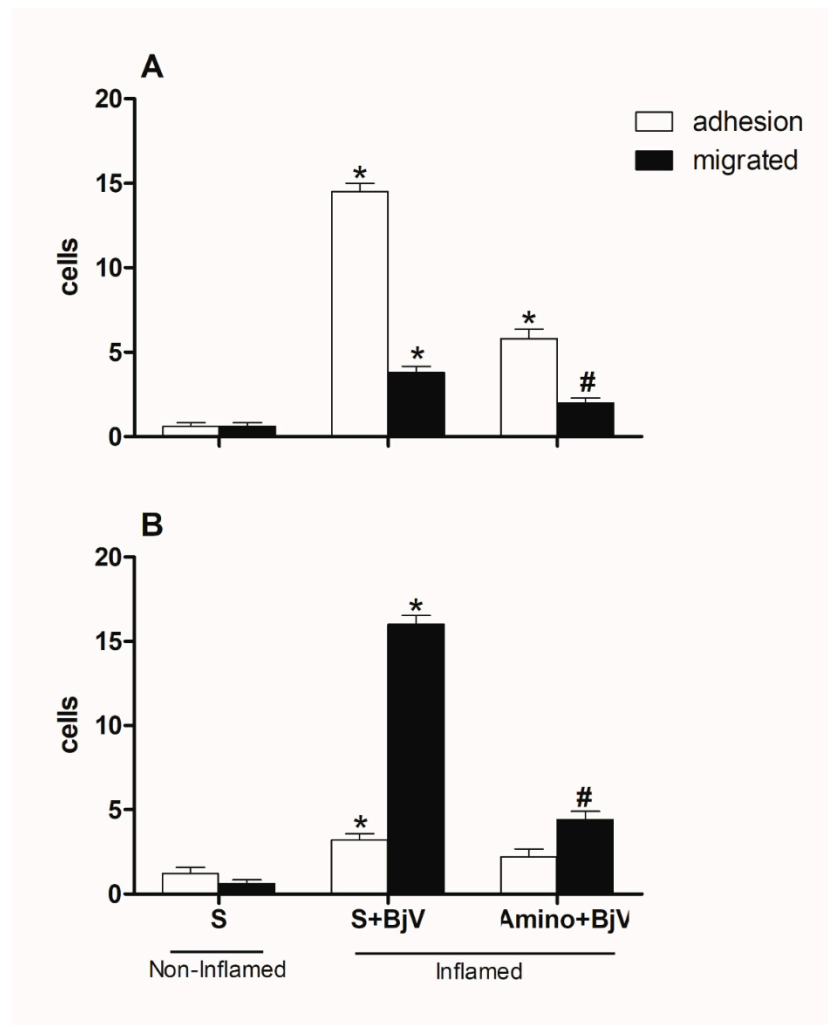 A
20
15
10
5
0
cells
* * * #
adhesion
migrated
B
20
15
10
5
0
cells
* * #
S S+BjV Amino+BjV
Non-Inflamed Inflamed